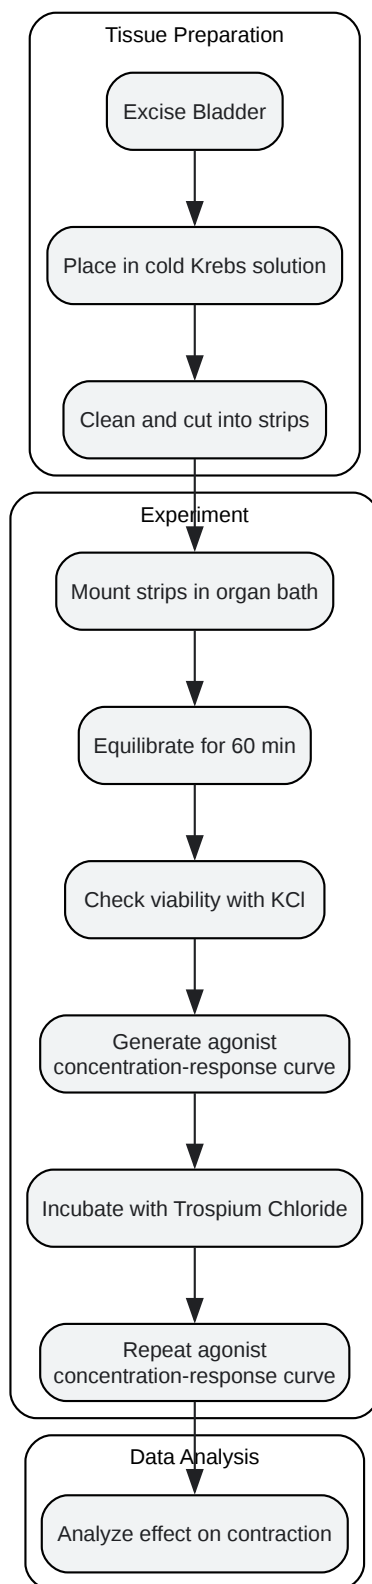 Tissue Preparation
Excise Bladder
Place in cold Krebs solution
Clean and cut into strips
Experiment
Mount strips in organ bath
Equilibrate for 60 min
Check viability with KCl
Generate agonist
concentration-response curve
Incubate with Trospium Chloride
Repeat agonist
concentration-response curve
Data Analysis
Analyze effect on contraction